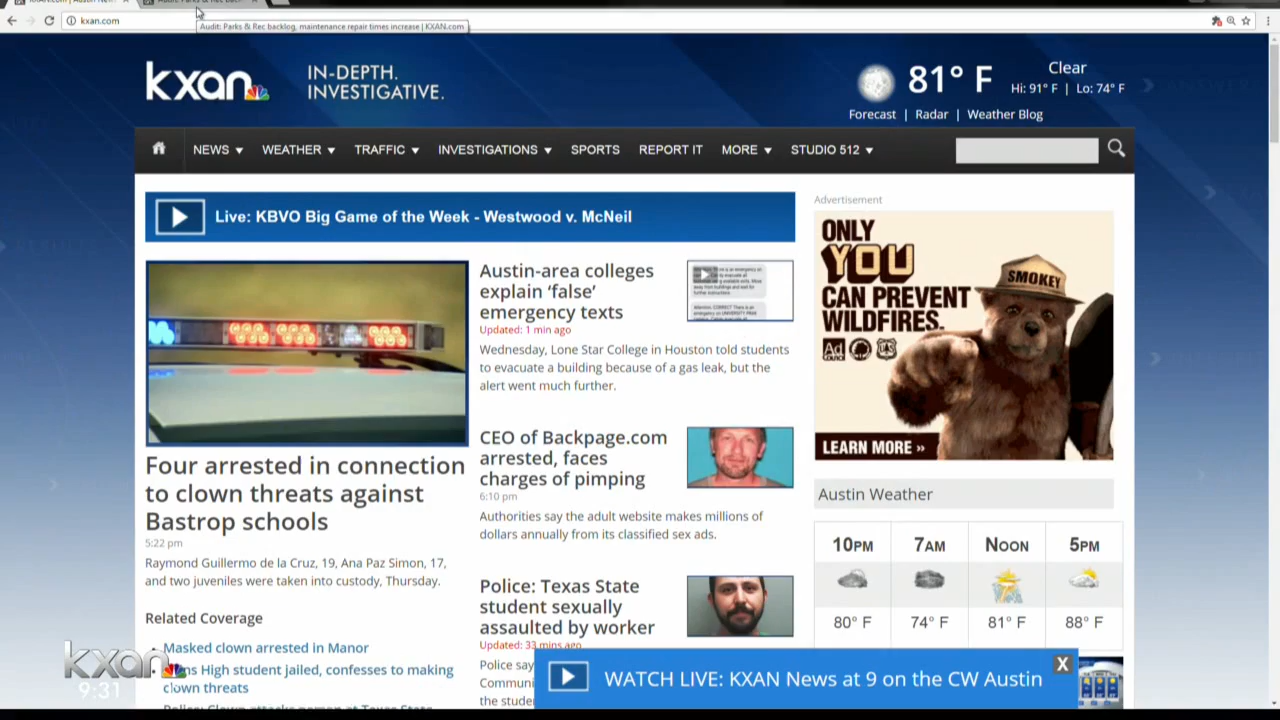 kxan.com
Audit: Parks & Rec backlog, maintenance repair times increase | KXAN.com
kxan
IN-DEPTH.
INVESTIGATIVE.
81° F
Clear
Hi: 91° F | Lo: 74° F
Forecast | Radar | Weather Blog
NEWS WEATHER TRAFFIC INVESTIGATIONS SPORTS REPORT IT MORE STUDIO 512
Live: KBVO Big Game of the Week - Westwood v. McNeil
Four arrested in connection
to clown threats against
Bastrop schools
5:22 pm
Raymond Guillermo de la Cruz, 19, Ana Paz Simon, 17,
and two juveniles were taken into custody, Thursday.
Related Coverage
Masked clown arrested in Manor
High student jailed, confesses to making
clown threats
Austin-area colleges
explain ‘false’
emergency texts
Updated: 1 min ago
Wednesday, Lone Star College in Houston told students
to evacuate a building because of a gas leak, but the
alert went much further.
CEO of Backpage.com
arrested, faces
charges of pimping
6:10 pm
Authorities say the adult website makes millions of
dollars annually from its classified sex ads.
Police: Texas State
student sexually
assaulted by worker
Updated: 33 mins ago
Police say
the
Advertisement
ONLY
YOU
CAN PREVENT
WILDFIRES.
SMOKEY
Ad
LEARN MORE »
Austin Weather
10PM 7AM NOON 5PM
80° F 74° F 81° F 88° F
kxan
9:31
WATCH LIVE: KXAN News at 9 on the CW Austin
X